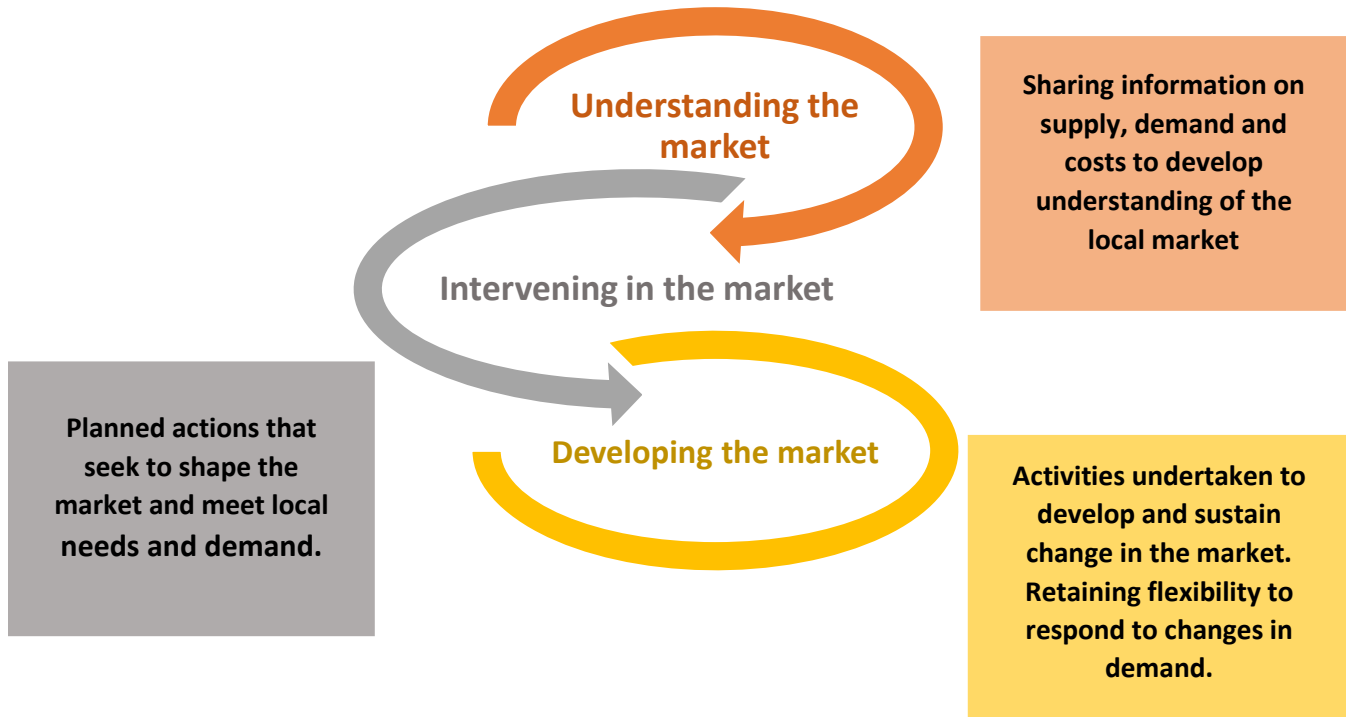 Understanding the
market
Sharing information on
supply, demand and
costs to develop
understanding of the
local market
Intervening in the market
Planned actions that
seek to shape the
market and meet local
needs and demand.
Developing the market
Activities undertaken to
develop and sustain
change in the market.
Retaining flexibility to
respond to changes in
demand.